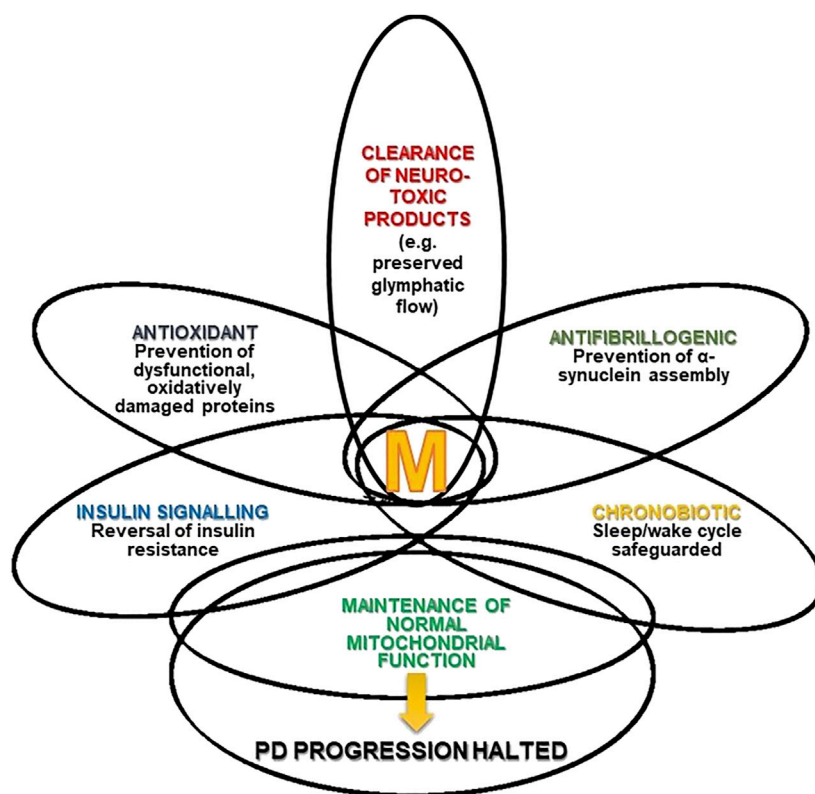 CLEARANCE
OF NEURO-
TOXIC
PRODUCTS
(e.g.
preserved
glymphatic
flow)
ANTIOXIDANT
Prevention of
dysfunctional,
oxidatively
damaged proteins
ANTIFIBRILLOGENIC
Prevention of α-
synuclein assembly
M
INSULIN SIGNALLING
Reversal of insulin
resistance
CHRONOBIOTIC
Sleep/wake cycle
safeguarded
MAINTENANCE OF
NORMAL
MITOCHONDRIAL
FUNCTION
PD PROGRESSION HALTED